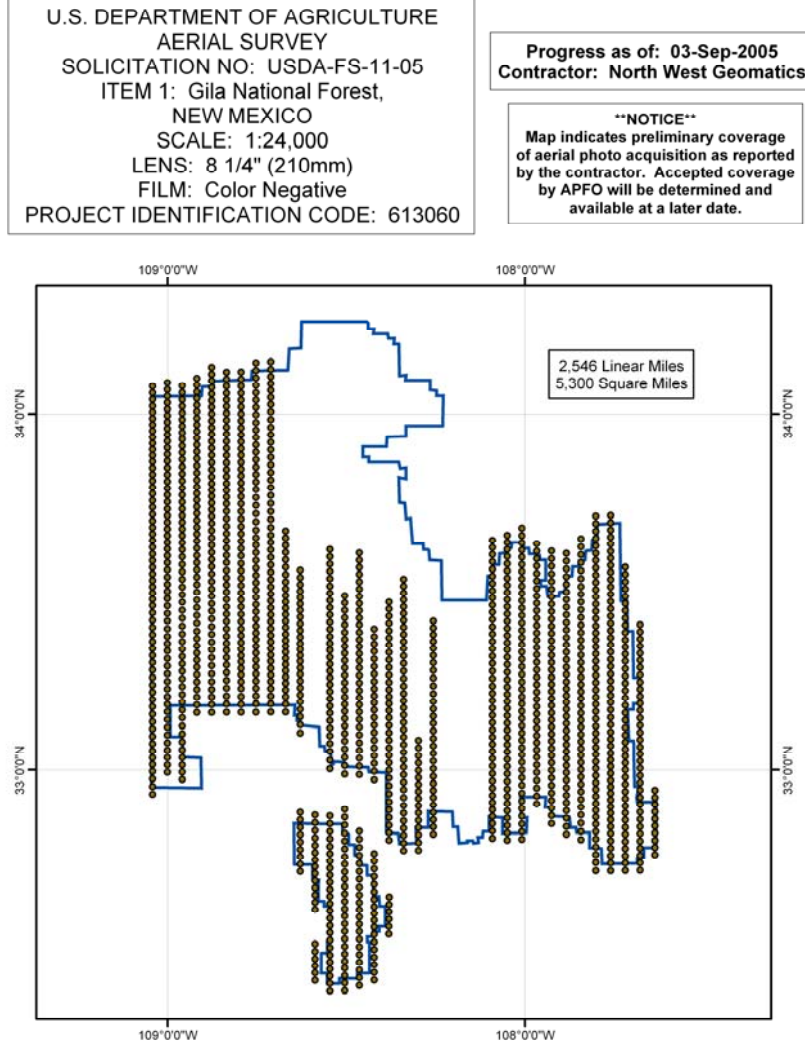 U.S. DEPARTMENT OF AGRICULTURE
AERIAL SURVEY
SOLICITATION NO: USDA-FS-11-05
ITEM 1: Gila National Forest,
NEW MEXICO
SCALE: 1:24,000
LENS: 8 1/4" (210mm)
FILM: Color Negative
PROJECT IDENTIFICATION CODE: 613060
Progress as of: 03-Sep-2005
Contractor: North West Geomatics
**NOTICE**
Map indicates preliminary coverage
of aerial photo acquisition as reported
by the contractor. Accepted coverage
by APFO will be determined and
available at a later date.
109°0'0"W
108°0'0"W
2,546 Linear Miles
5,300 Square Miles
34°0'0"N
34°0'0"N
33°0'0"N
33°0'0"N
109°0'0"W
108°0'0"W